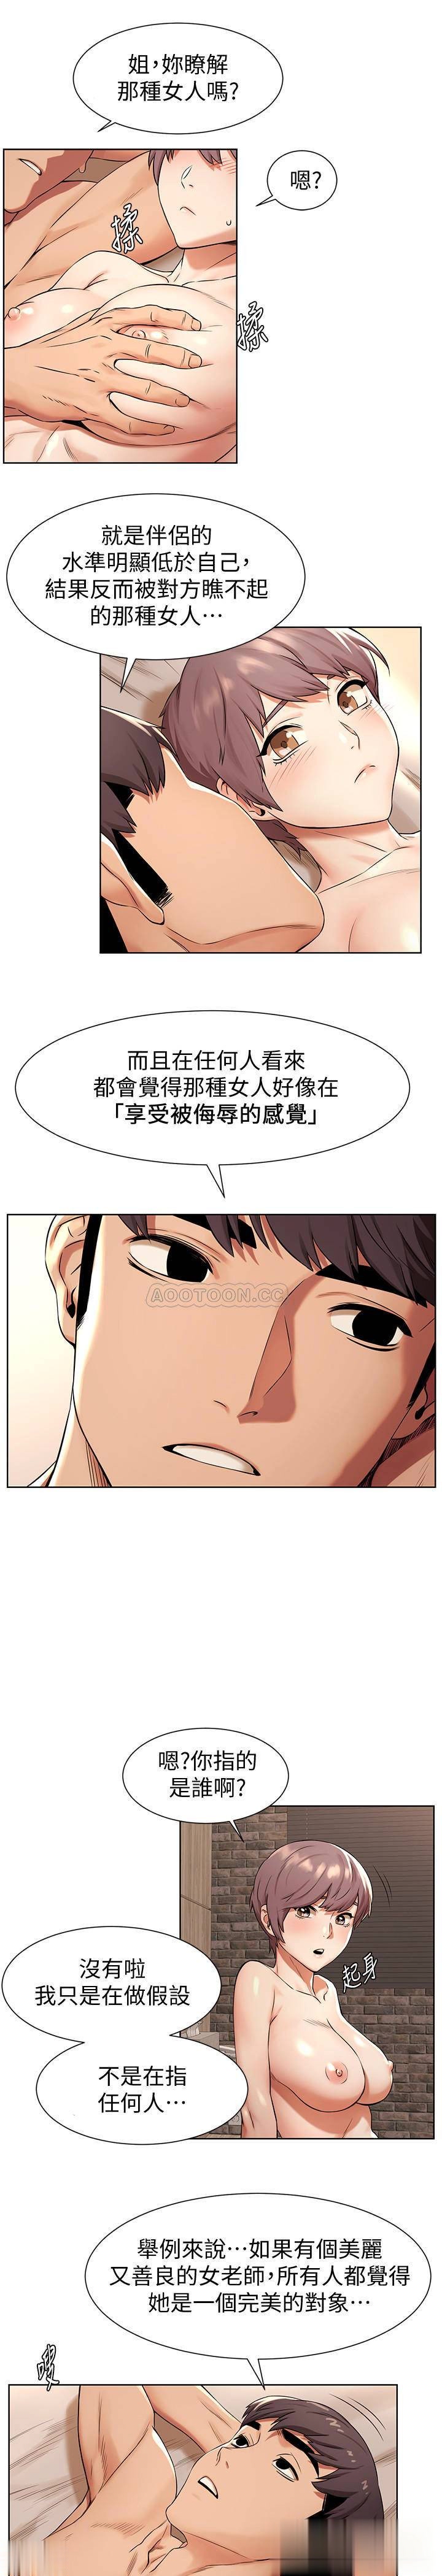 姐,妳瞭解
那種女人嗎?
嗯?
揉
揉
就是伴侶的
水準明顯低於自己,
結果反而被對方瞧不起
的那種女人…
而且在任何人看來
都會覺得那種女人好像在
「享受被侮辱的感覺」
AOOTOON.CC
嗯?你指的
是誰啊?
起身
沒有啦
我只是在做假設
不是在指
任何人…
舉例來說…如果有個美麗
又善良的女老師,所有人都覺得
她是一個完美的對象…